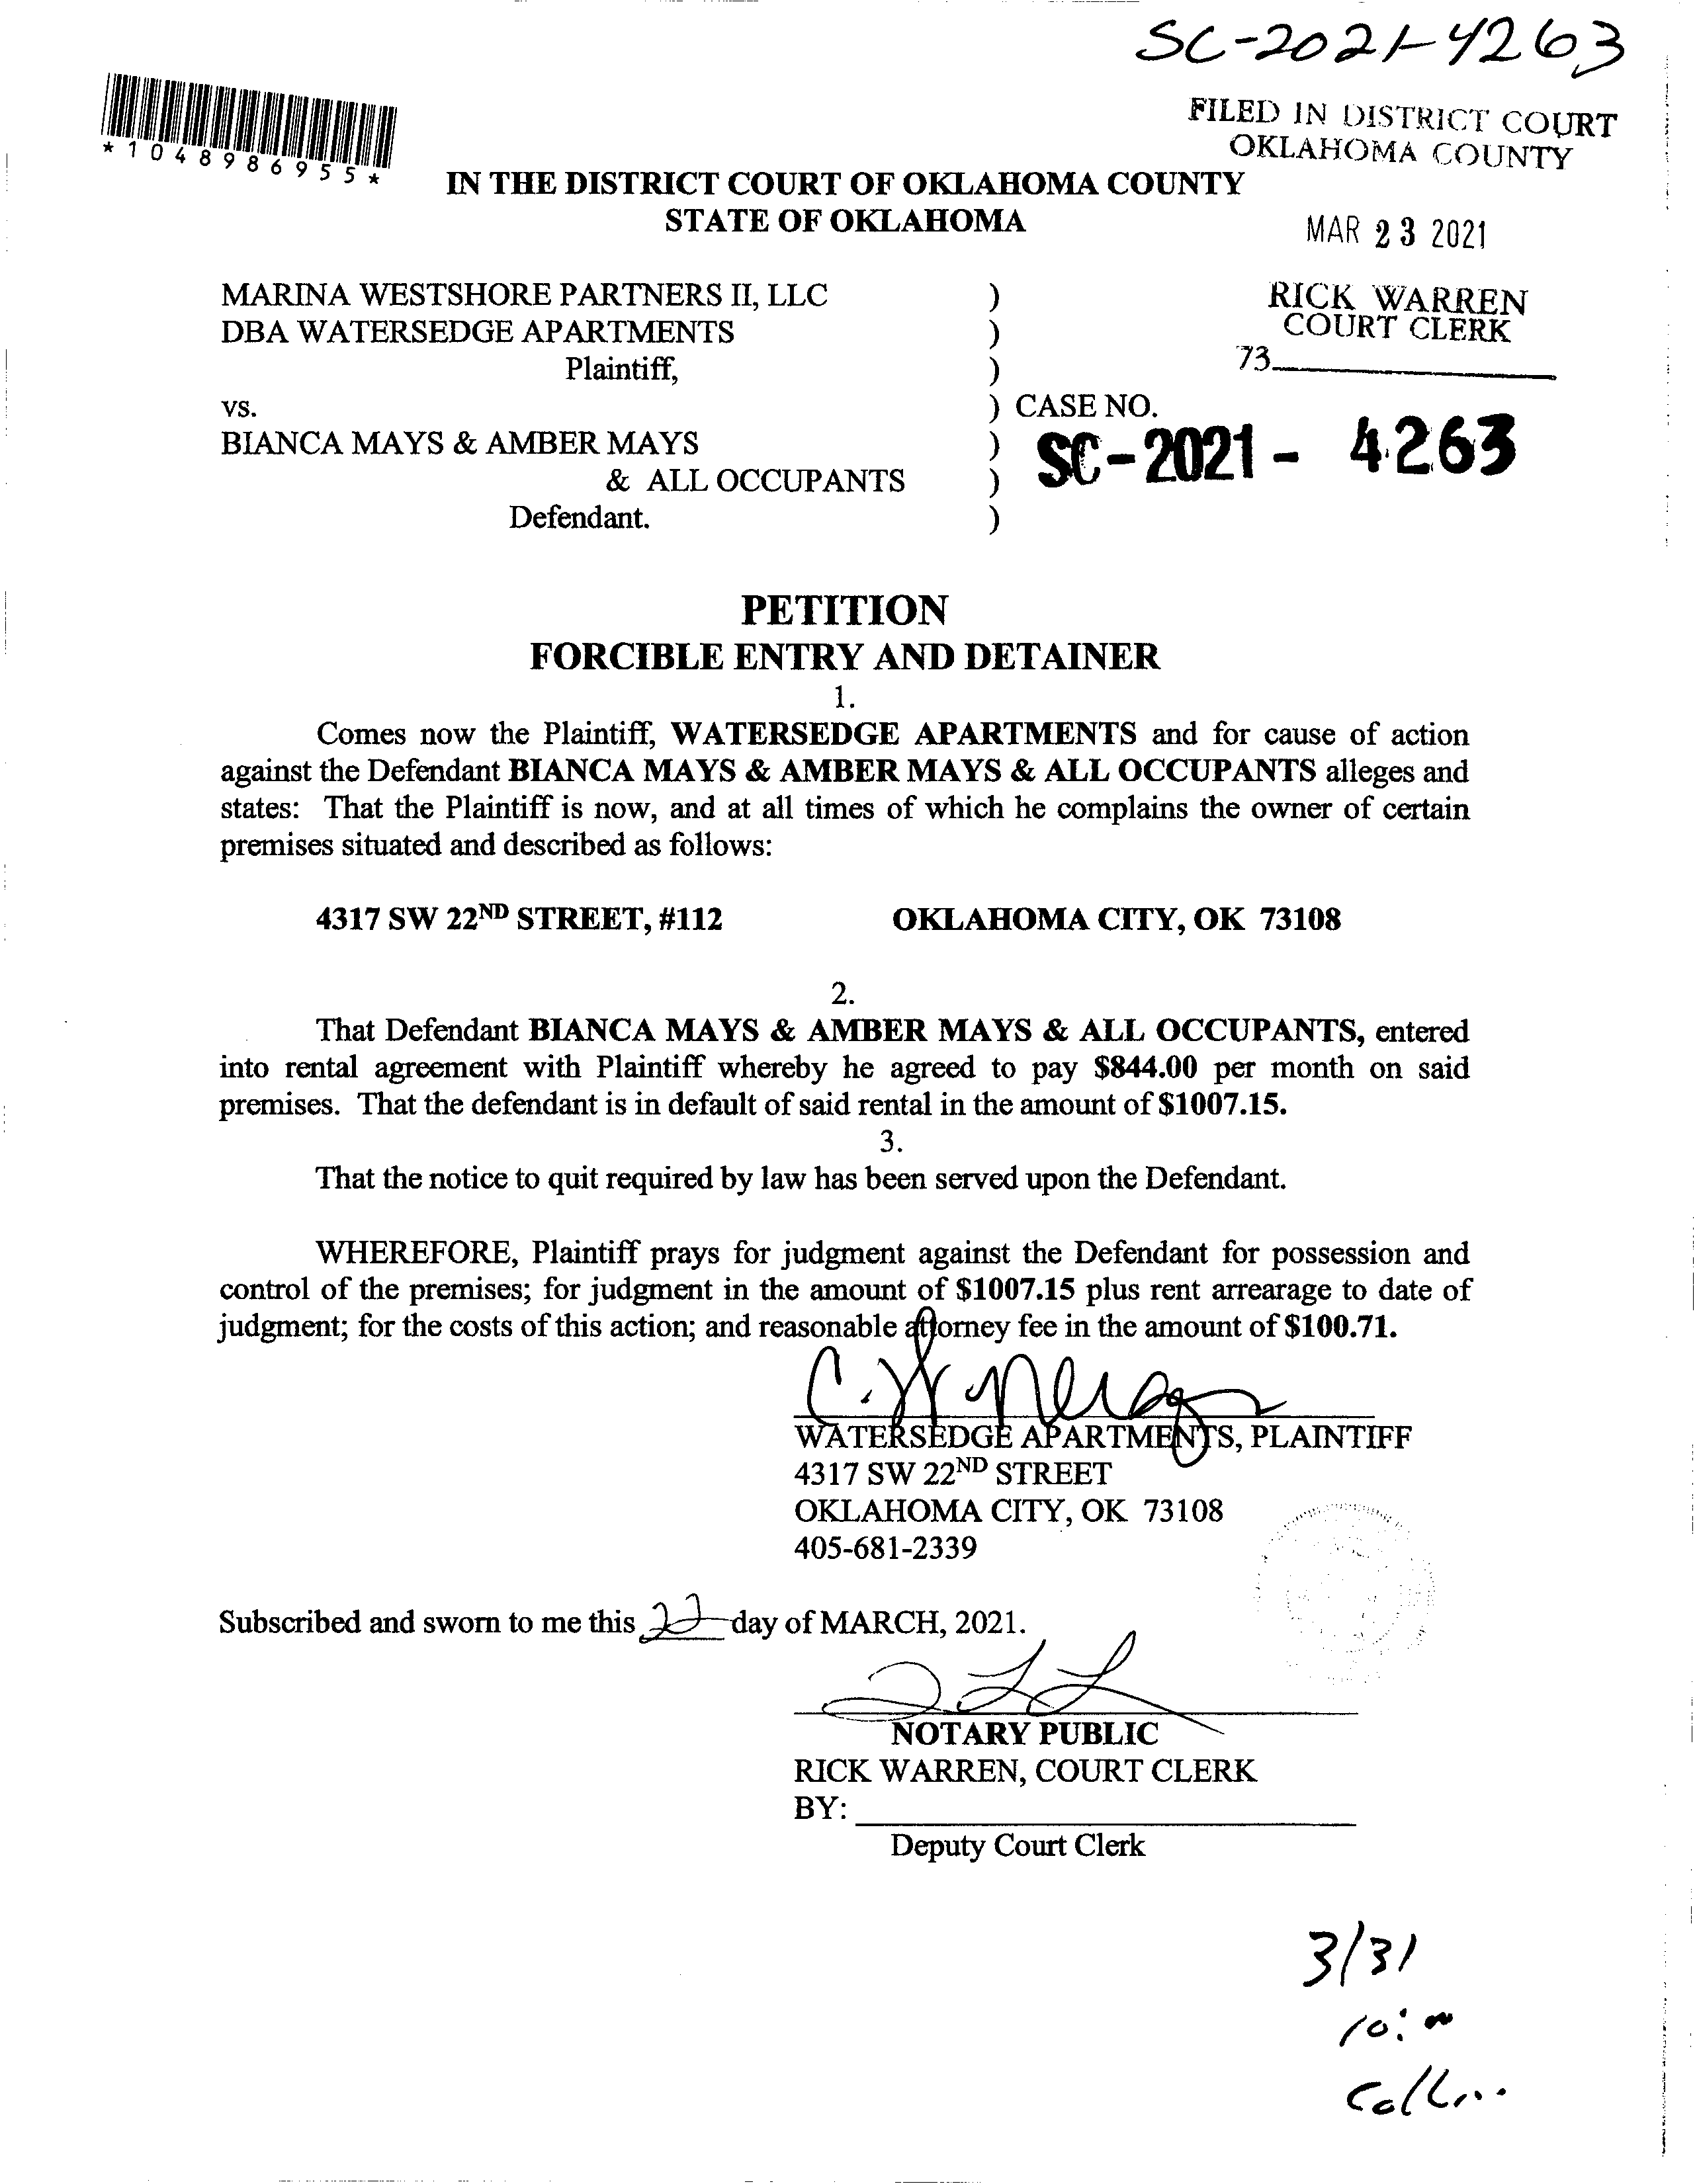 SC-2021-4263
FILED IN DISTRICT COURT
OKLAHOMA COUNTY
*1048986955*
IN THE DISTRICT COURT OF OKLAHOMA COUNTY
STATE OF OKLAHOMA
MAR 23 2021
MARINA WESTSHORE PARTNERS II, LLC )
RICK WARREN
COURT CLERK
DBA WATERSEDGE APARTMENTS )
73
Plaintiff, )
vs. ) CASE NO.
BIANCA MAYS & AMBER MAYS ) SC-2021- 4263
& ALL OCCUPANTS )
Defendant. )
PETITION
FORCIBLE ENTRY AND DETAINER
1.
Comes now the Plaintiff, WATERSEDGE APARTMENTS and for cause of action
against the Defendant BIANCA MAYS & AMBER MAYS & ALL OCCUPANTS alleges and
states: That the Plaintiff is now, and at all times of which he complains the owner of certain
premises situated and described as follows:
4317 SW 22ND STREET, #112 OKLAHOMA CITY, OK 73108
2.
That Defendant BIANCA MAYS & AMBER MAYS & ALL OCCUPANTS, entered
into rental agreement with Plaintiff whereby he agreed to pay $844.00 per month on said
premises. That the defendant is in default of said rental in the amount of $1007.15.
3.
That the notice to quit required by law has been served upon the Defendant.
WHEREFORE, Plaintiff prays for judgment against the Defendant for possession and
control of the premises; for judgment in the amount of $1007.15 plus rent arrearage to date of
judgment; for the costs of this action; and reasonable attorney fee in the amount of $100.71.
WATERSEDGE APARTMENTS, PLAINTIFF
4317 SW 22ND STREET
OKLAHOMA CITY, OK 73108
405-681-2339
Subscribed and sworn to me this 22 day of MARCH, 2021.
NOTARY PUBLIC
RICK WARREN, COURT CLERK
BY:
Deputy Court Clerk
3/31